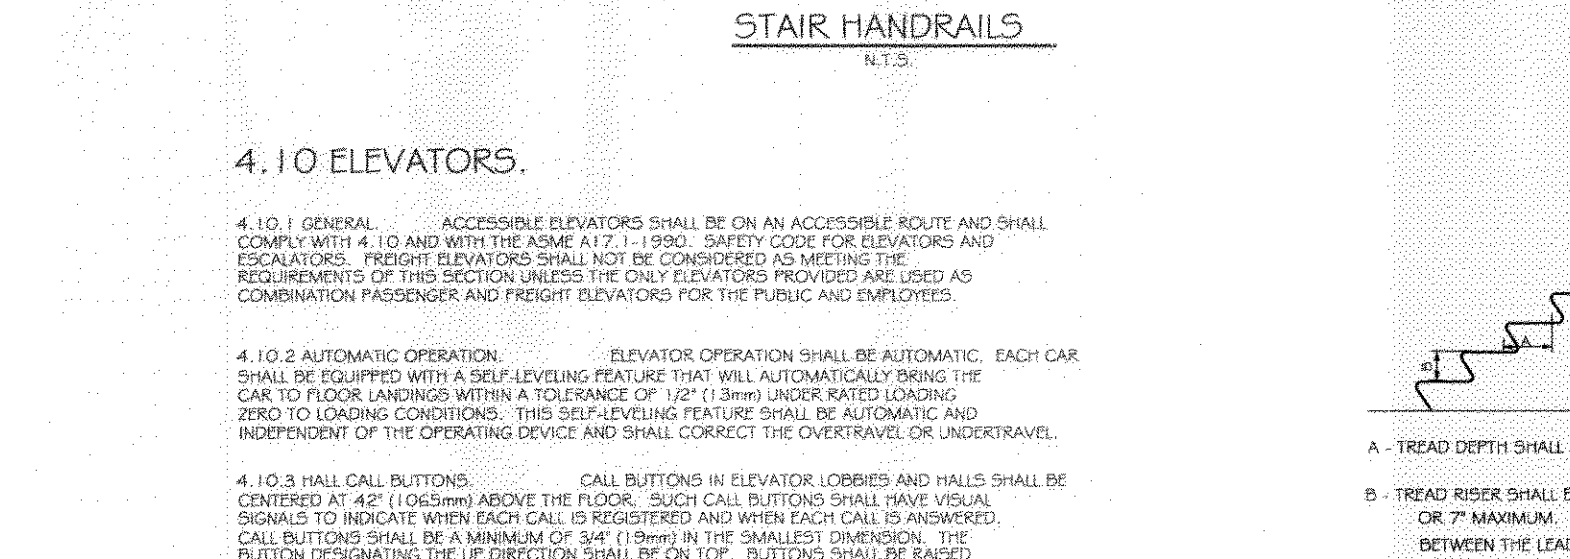 STAIR HANDRAILS
N.T.S.
4.10 ELEVATORS.
4.10.1 GENERAL. ACCESSIBLE ELEVATORS SHALL BE ON AN ACCESSIBLE ROUTE AND SHALL
COMPLY WITH 4.10 AND WITH THE ASME A17.1-1990. SAFETY CODE FOR ELEVATORS AND
ESCALATORS. FREIGHT ELEVATORS SHALL NOT BE CONSIDERED AS MEETING THE
REQUIREMENTS OF THIS SECTION UNLESS THE ONLY ELEVATORS PROVIDED ARE USED AS
COMBINATION PASSENGER AND FREIGHT ELEVATORS FOR THE PUBLIC AND EMPLOYEES.
4.10.2 AUTOMATIC OPERATION. ELEVATOR OPERATION SHALL BE AUTOMATIC. EACH CAR
SHALL BE EQUIPPED WITH A SELF-LEVELING FEATURE THAT WILL AUTOMATICALLY BRING THE
CAR TO FLOOR LANDINGS WITHIN A TOLERANCE OF 1/2" (13mm) UNDER RATED LOADING
ZERO TO LOADING CONDITIONS. THIS SELF-LEVELING FEATURE SHALL BE AUTOMATIC AND
INDEPENDENT OF THE OPERATING DEVICE AND SHALL CORRECT THE OVERTRAVEL OR UNDERTRAVEL.
4.10.3 HALL CALL BUTTONS. CALL BUTTONS IN ELEVATOR LOBBIES AND HALLS SHALL BE
CENTERED AT 42" (1065mm) ABOVE THE FLOOR. SUCH CALL BUTTONS SHALL HAVE VISUAL
SIGNALS TO INDICATE WHEN EACH CALL IS REGISTERED AND WHEN EACH CALL IS ANSWERED.
CALL BUTTONS SHALL BE A MINIMUM OF 3/4" (19mm) IN THE SMALLEST DIMENSION. THE
BUTTON DESIGNATING THE UP DIRECTION SHALL BE ON TOP. BUTTONS SHALL BE RAISED
A
B
A - TREAD DEPTH SHALL
B - TREAD RISER SHALL B
OR 7" MAXIMUM.
BETWEEN THE LEAD